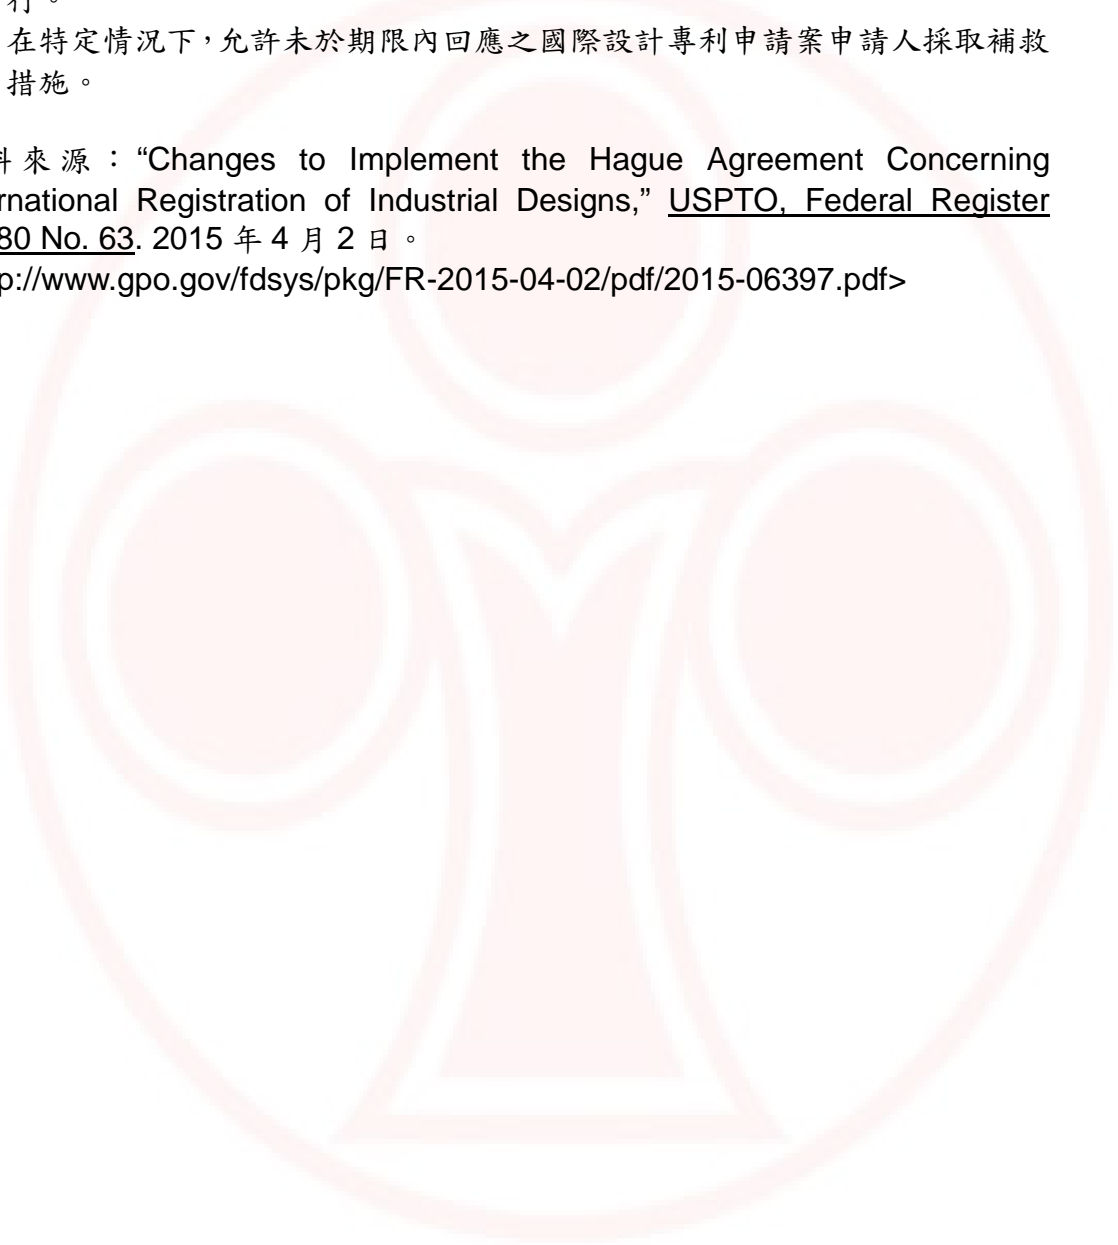 行。
在特定情況下，允許未於期限內回應之國際設計專利申請案申請人採取補救
措施。
料來源：“Changes to Implement the Hague Agreement Concerning
rnational Registration of Industrial Designs,” USPTO, Federal Register
80 No. 63. 2015 年 4 月 2 日。
p://www.gpo.gov/fdsys/pkg/FR-2015-04-02/pdf/2015-06397.pdf>